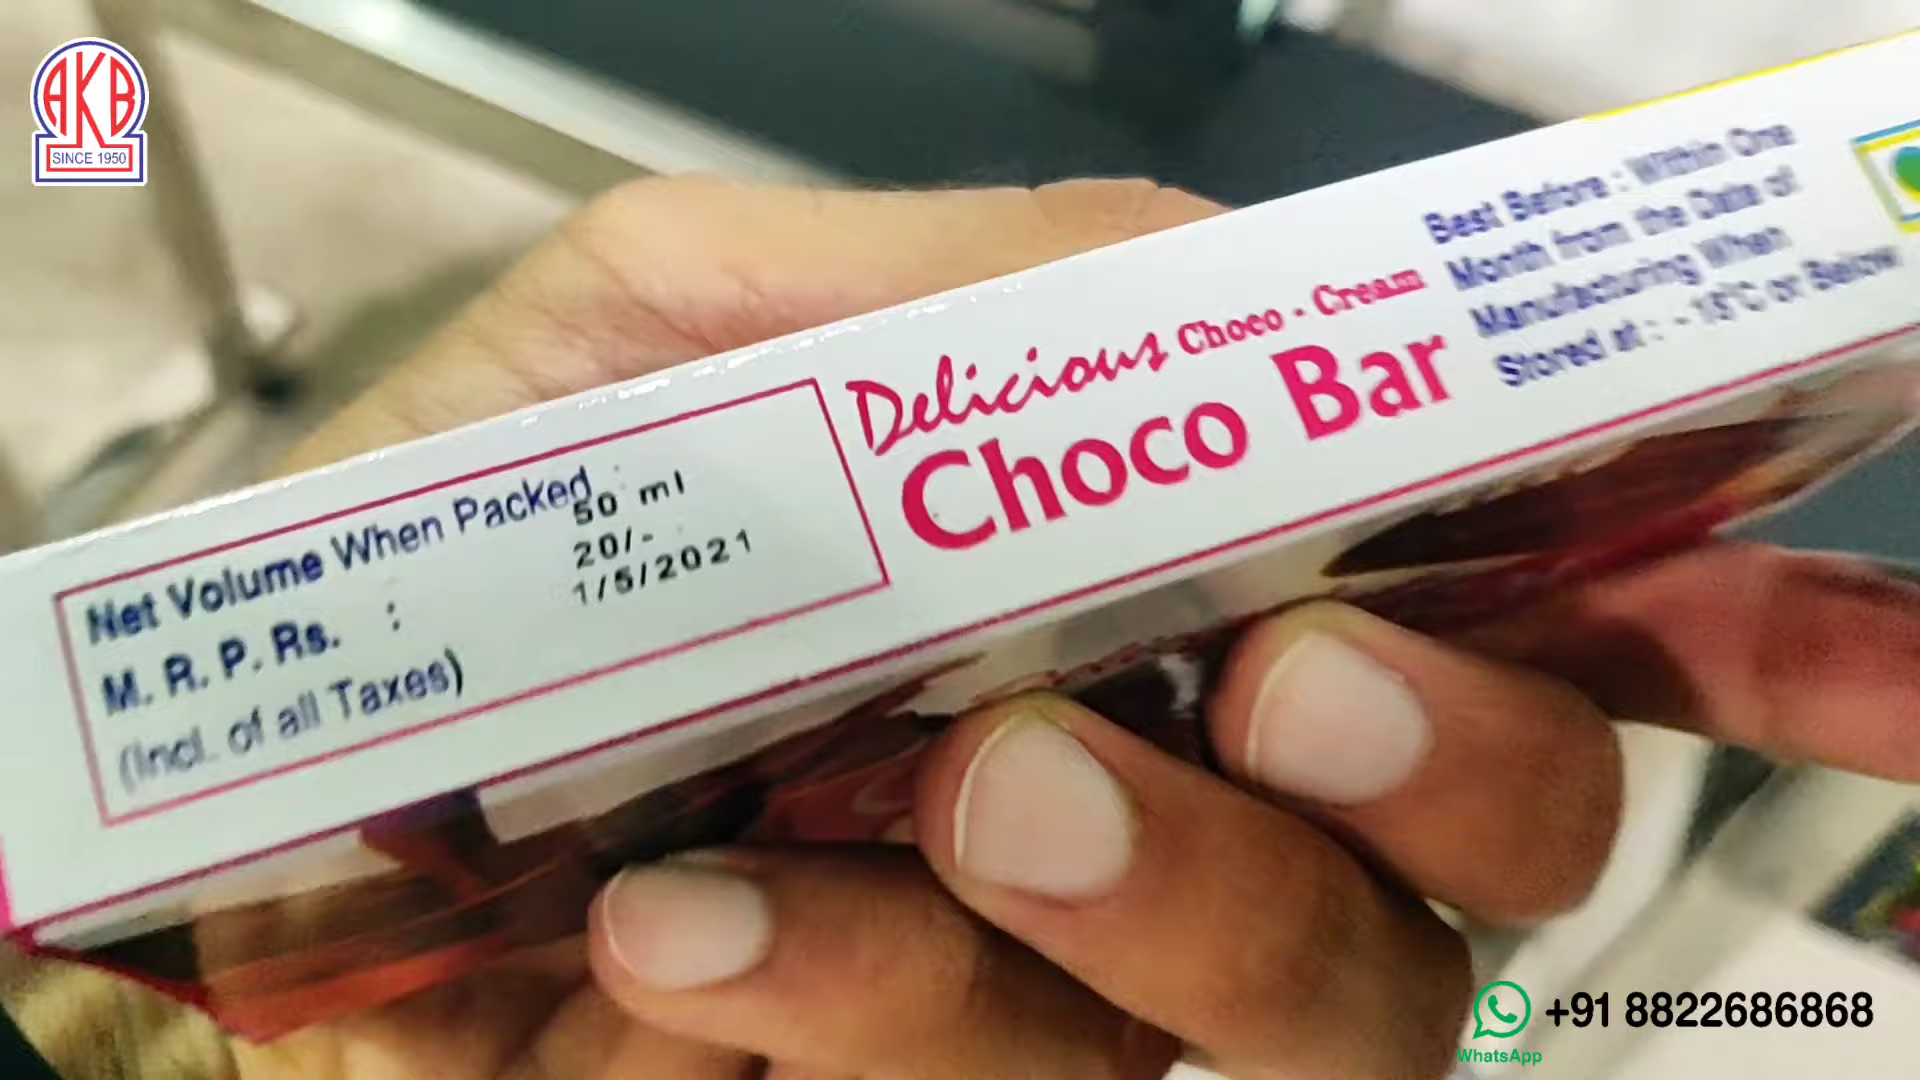 AKB
SINCE 1950
Net Volume When Packed :
50 ml
M. R. P. Rs. :
20/-
1/5/2021
(Incl. of all Taxes)
Delicious Choco - Cream
Choco Bar
Best Before : Within One
Month from the Date of
Manufacturing When
Stored at : - 18°C or Below
+91 8822686868
WhatsApp